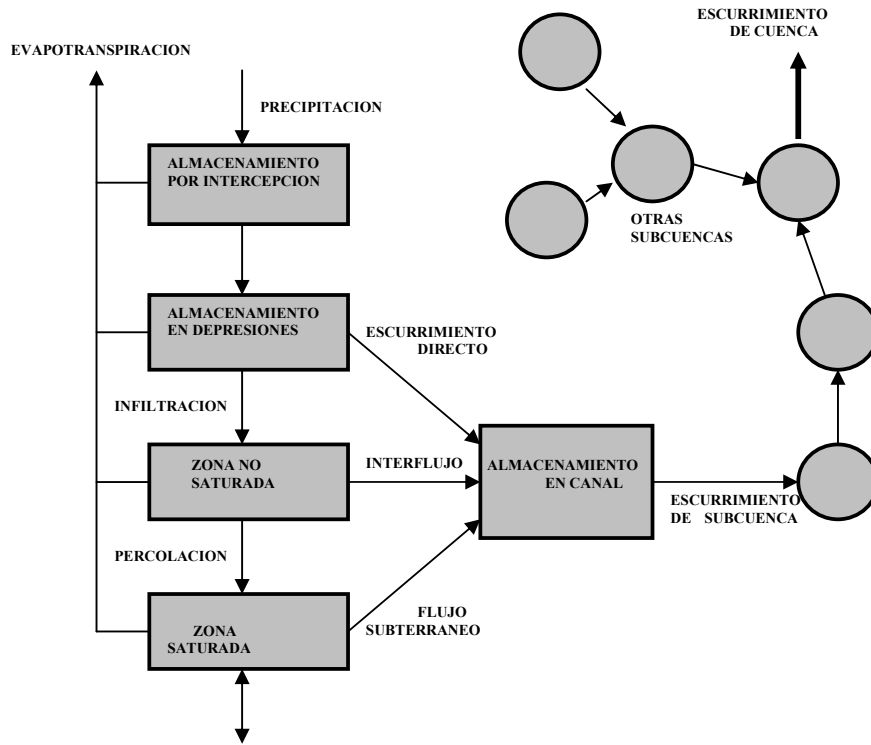 ESCURRIMIENTO
DE CUENCA
EVAPOTRANSPIRACION
PRECIPITACION
ALMACENAMIENTO
POR INTERCEPCION
OTRAS
SUBCUENCAS
ALMACENAMIENTO
EN DEPRESIONES
ESCURRIMIENTO
DIRECTO
INFILTRACION
ZONA NO
SATURADA
INTERFLUJO
ALMACENAMIENTO
EN CANAL
ESCURRIMIENTO
DE SUBCUENCA
PERCOLACION
ZONA
SATURADA
FLUJO
SUBTERRANEO